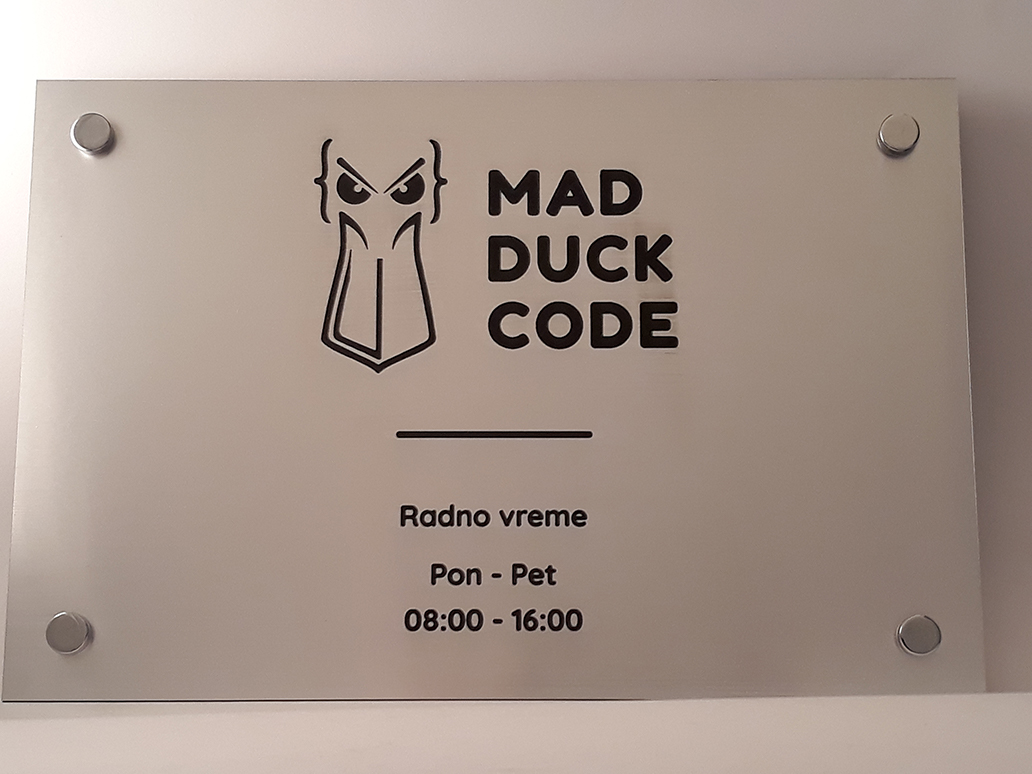 MAD
DUCK
CODE
Radno vreme
Pon - Pet
08:00 - 16:00